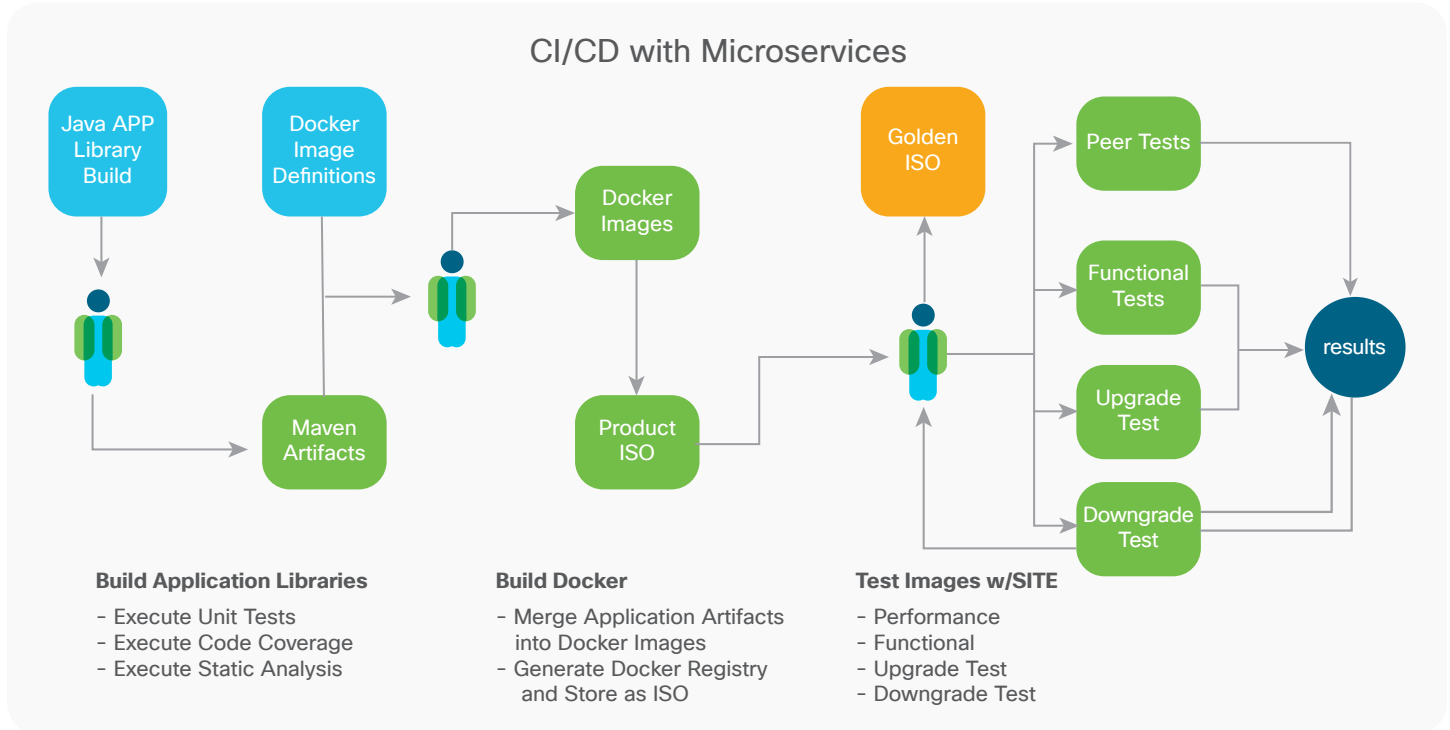 CI/CD with Microservices
Java APP
Library
Build
Docker
Image
Definitions
Docker
Images
Golden
ISO
Peer Tests
Functional
Tests
results
Upgrade
Test
Maven
Artifacts
Product
ISO
Downgrade
Test
Build Application Libraries
- Execute Unit Tests
- Execute Code Coverage
- Execute Static Analysis
Build Docker
- Merge Application Artifacts
into Docker Images
- Generate Docker Registry
and Store as ISO
Test Images w/SITE
- Performance
- Functional
- Upgrade Test
- Downgrade Test